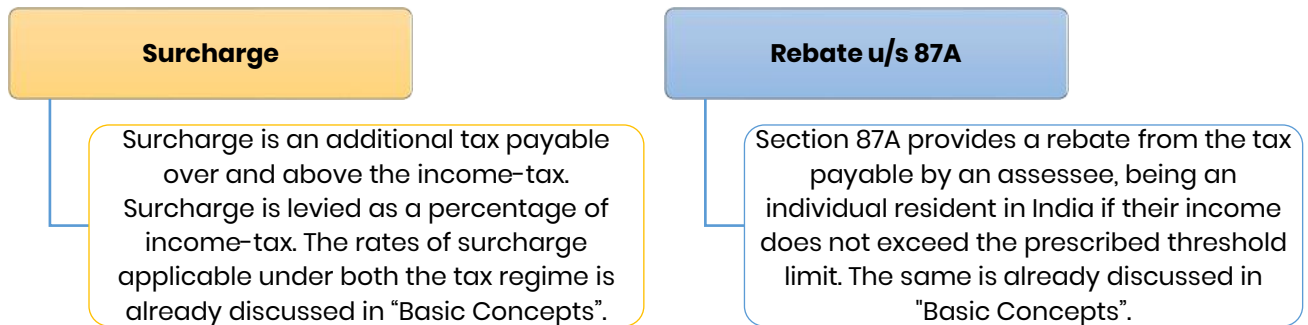 Surcharge
Surcharge is an additional tax payable
over and above the income-tax.
Surcharge is levied as a percentage of
income-tax. The rates of surcharge
applicable under both the tax regime is
already discussed in “Basic Concepts”.
Rebate u/s 87A
Section 87A provides a rebate from the tax
payable by an assessee, being an
individual resident in India if their income
does not exceed the prescribed threshold
limit. The same is already discussed in
"Basic Concepts”.